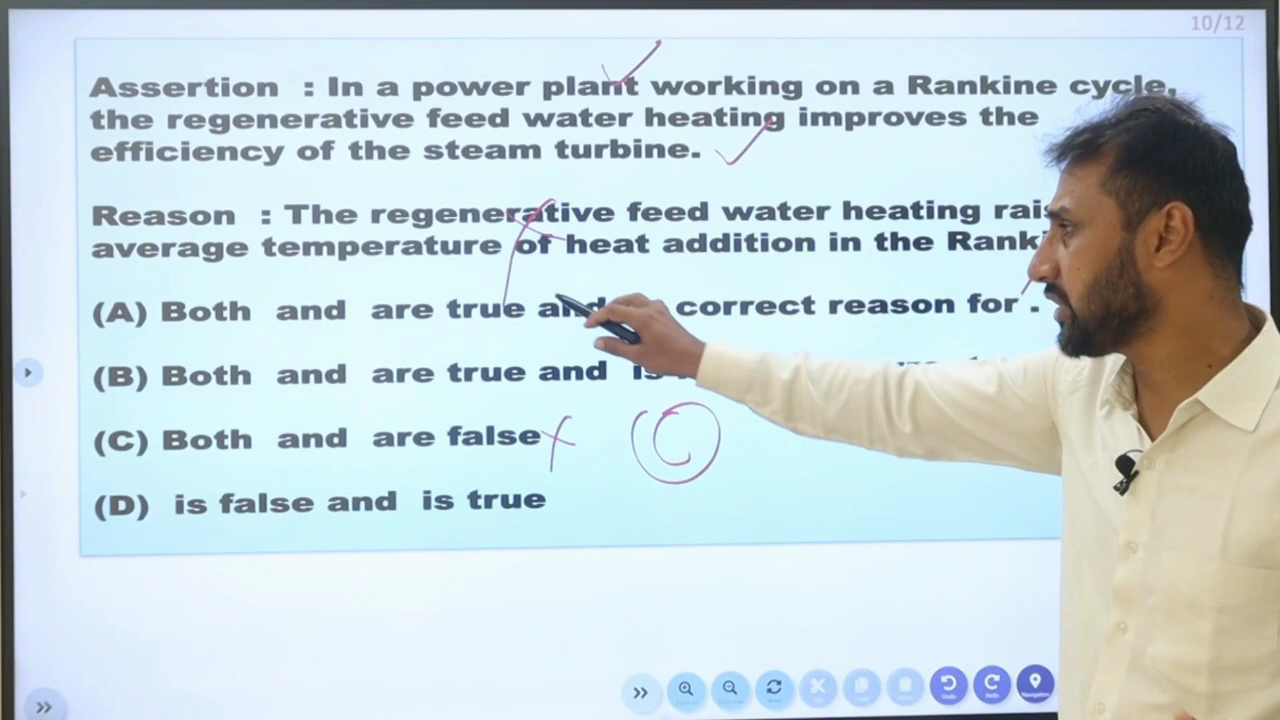 10/12
Assertion : In a power plant working on a Rankine cycle,
the regenerative feed water heating improves the
efficiency of the steam turbine.
Reason : The regenerative feed water heating
average temperature of heat addition in the
(A) Both and are true and correct reason for .
(B) Both and are true and is
(C) Both and are false
C
(D) is false and is true
Undo
Redo
Navigation